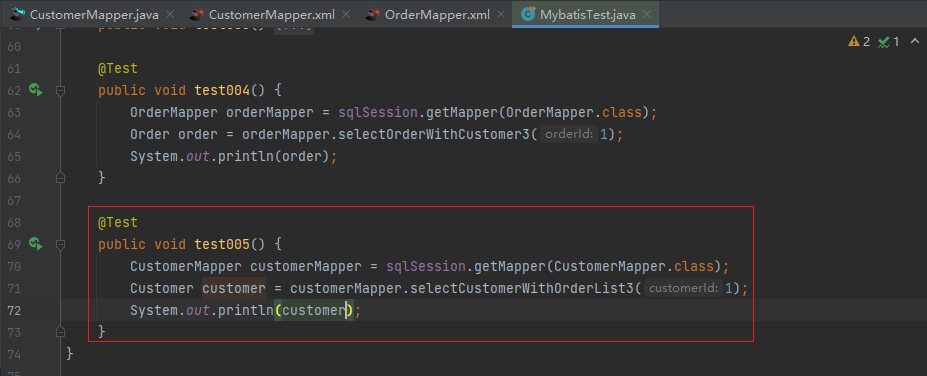 CustomerMapper.java × CustomerMapper.xml × OrderMapper.xml × MybatisTest.java ×
2 1
60
61 @Test
62 public void test004() {
63 OrderMapper orderMapper = sqlSession.getMapper(OrderMapper.class);
64 Order order = orderMapper.selectOrderWithCustomer3( orderId: 1);
65 System.out.println(order);
66 }
67
68 @Test
69 public void test005() {
70 CustomerMapper customerMapper = sqlSession.getMapper(CustomerMapper.class);
71 Customer customer = customerMapper.selectCustomerWithOrderList3( customerId: 1);
72 System.out.println(customer);
73 }
74 }
75